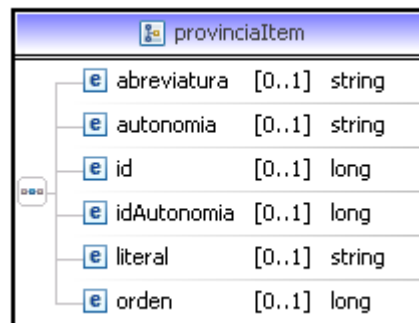 provinciaItem
abreviatura [0..1] string
autonomia [0..1] string
id [0..1] long
idAutonomia [0..1] long
literal [0..1] string
orden [0..1] long